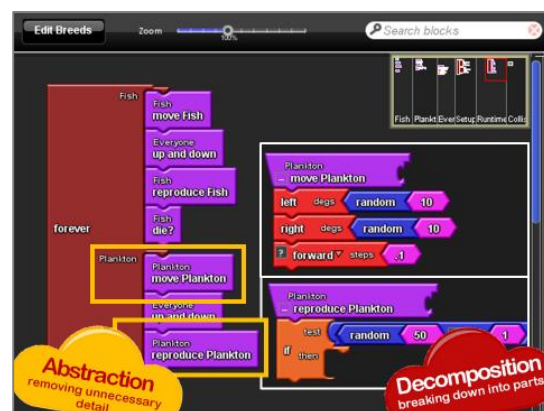 Edit Breeds
Zoom
100%
Search blocks
Fish Plankt Ever Setup Runtime Collis
forever
Fish
Fish
move Fish
Everyone
up and down
Fish
reproduce Fish
Fish
die?
Plankton
Plankton
move Plankton
Everyone
up and down
Plankton
reproduce Plankton
Plankton
move Plankton
left degs random 10
right degs random 10
? forward steps .1
Plankton
reproduce Plankton
if test random 50 1
then
Abstraction
removing unnecessary
detail
Decomposition
breaking down into parts